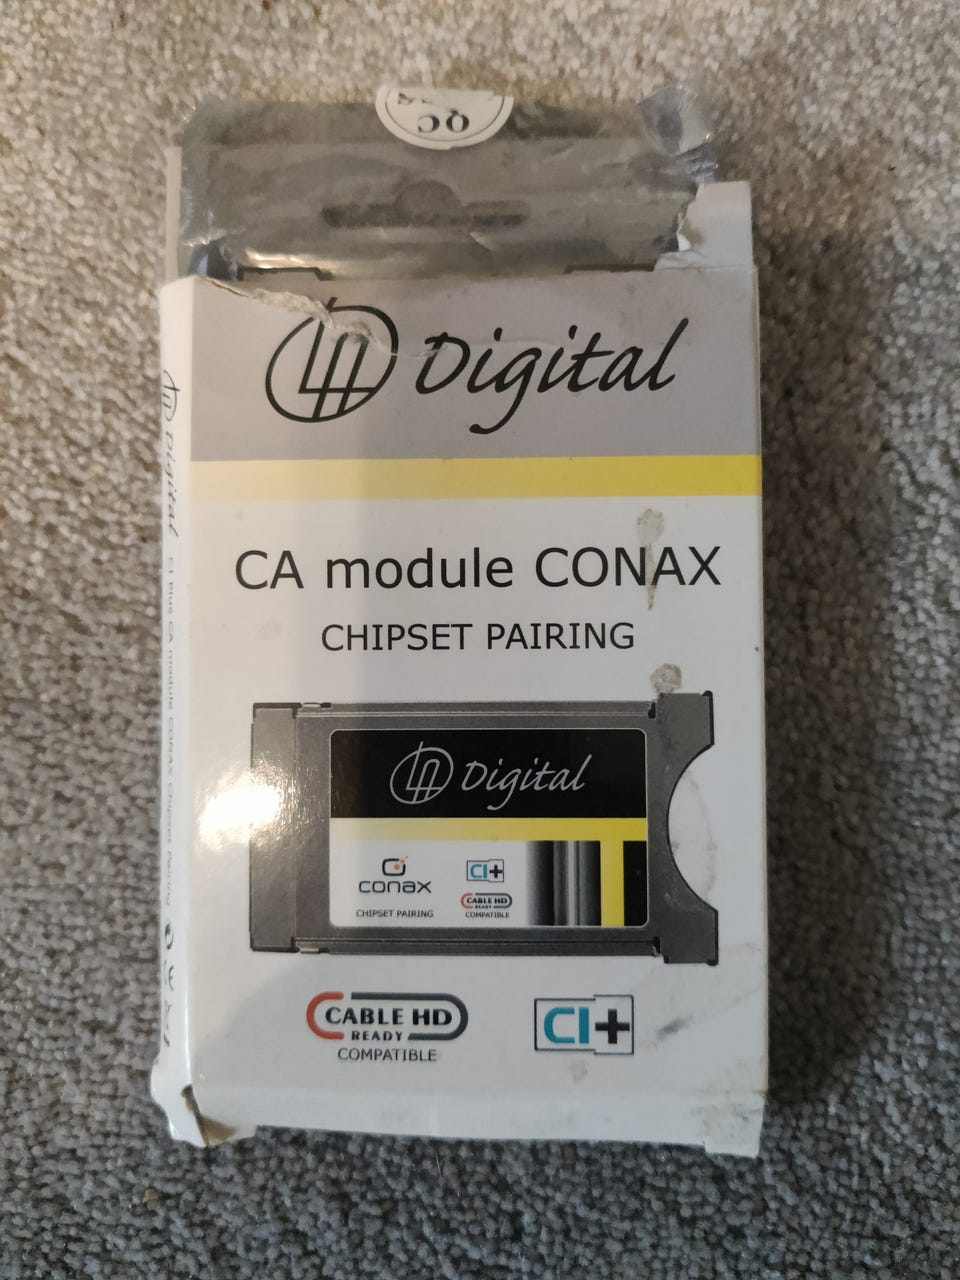 QC
Digital
CA module CONAX
CHIPSET PAIRING
Digital
conax
CHIPSET PAIRING
CI+
CABLE HD
READY
COMPATIBLE
CABLE HD
READY
COMPATIBLE
CI+
Digital CI Plus CA module CONAX Chipset Pairing